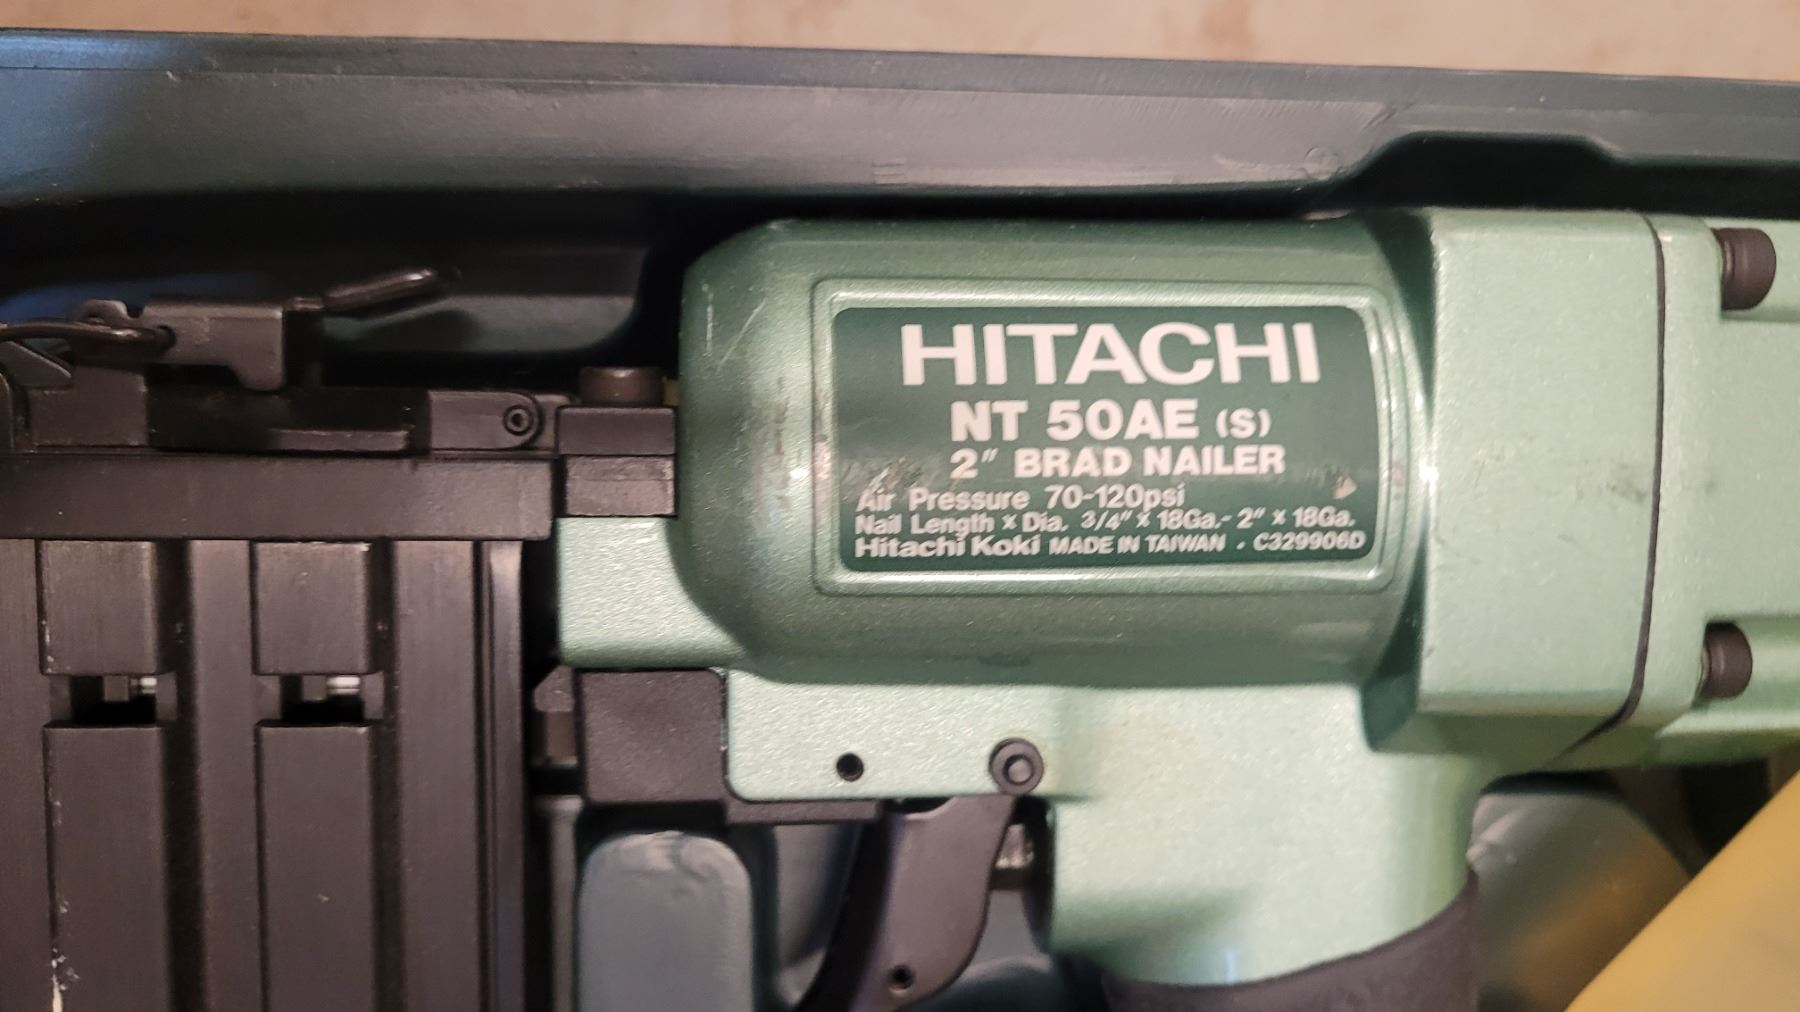 HITACHI
NT 50AE (S)
2" BRAD NAILER
Air Pressure 70-120psi
Nail Length x Dia. 3/4" x 18Ga.- 2" x 18Ga.
Hitachi Koki MADE IN TAIWAN • C329906D